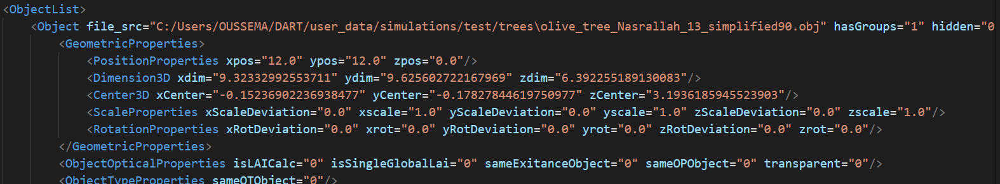 <ObjectList>
<Object file_src="C:/Users/OUSSEMA/DART/user_data/simulations/test/trees\olive_tree_Nasrallah_13_simplified90.obj" hasGroups="1" hidden="0
<GeometricProperties>
<PositionProperties xpos="12.0" ypos="12.0" zpos="0.0"/>
<Dimension3D xdim="9.32332992553711" ydim="9.625602722167969" zdim="6.392255189130083"/>
<Center3D xCenter="-0.15236902236938477" yCenter="-0.17827844619750977" zCenter="3.1936185945523903"/>
<ScaleProperties xScaleDeviation="0.0" xscale="1.0" yScaleDeviation="0.0" yscale="1.0" zScaleDeviation="0.0" zscale="1.0"/>
<RotationProperties xRotDeviation="0.0" xrot="0.0" yRotDeviation="0.0" yrot="0.0" zRotDeviation="0.0" zrot="0.0"/>
</GeometricProperties>
<ObjectOpticalProperties isLAICalc="0" isSingleGlobalLai="0" sameExitanceObject="0" sameOPObject="0" transparent="0"/>
<ObjectTypeProperties sameOTObject="0"/>